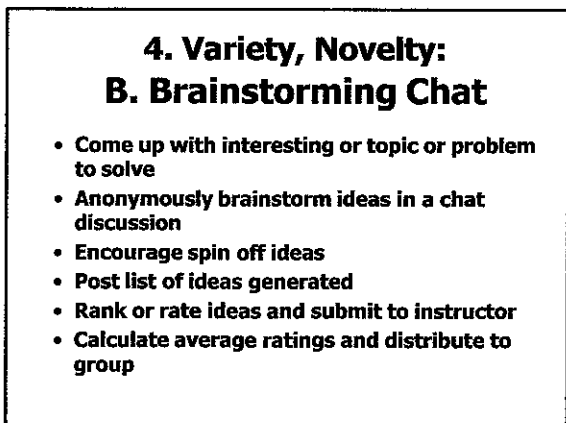 4. Variety, Novelty:
B. Brainstorming Chat
• Come up with interesting or topic or problem
to solve
• Anonymously brainstorm ideas in a chat
discussion
• Encourage spin off ideas
• Post list of ideas generated
• Rank or rate ideas and submit to instructor
• Calculate average ratings and distribute to
group